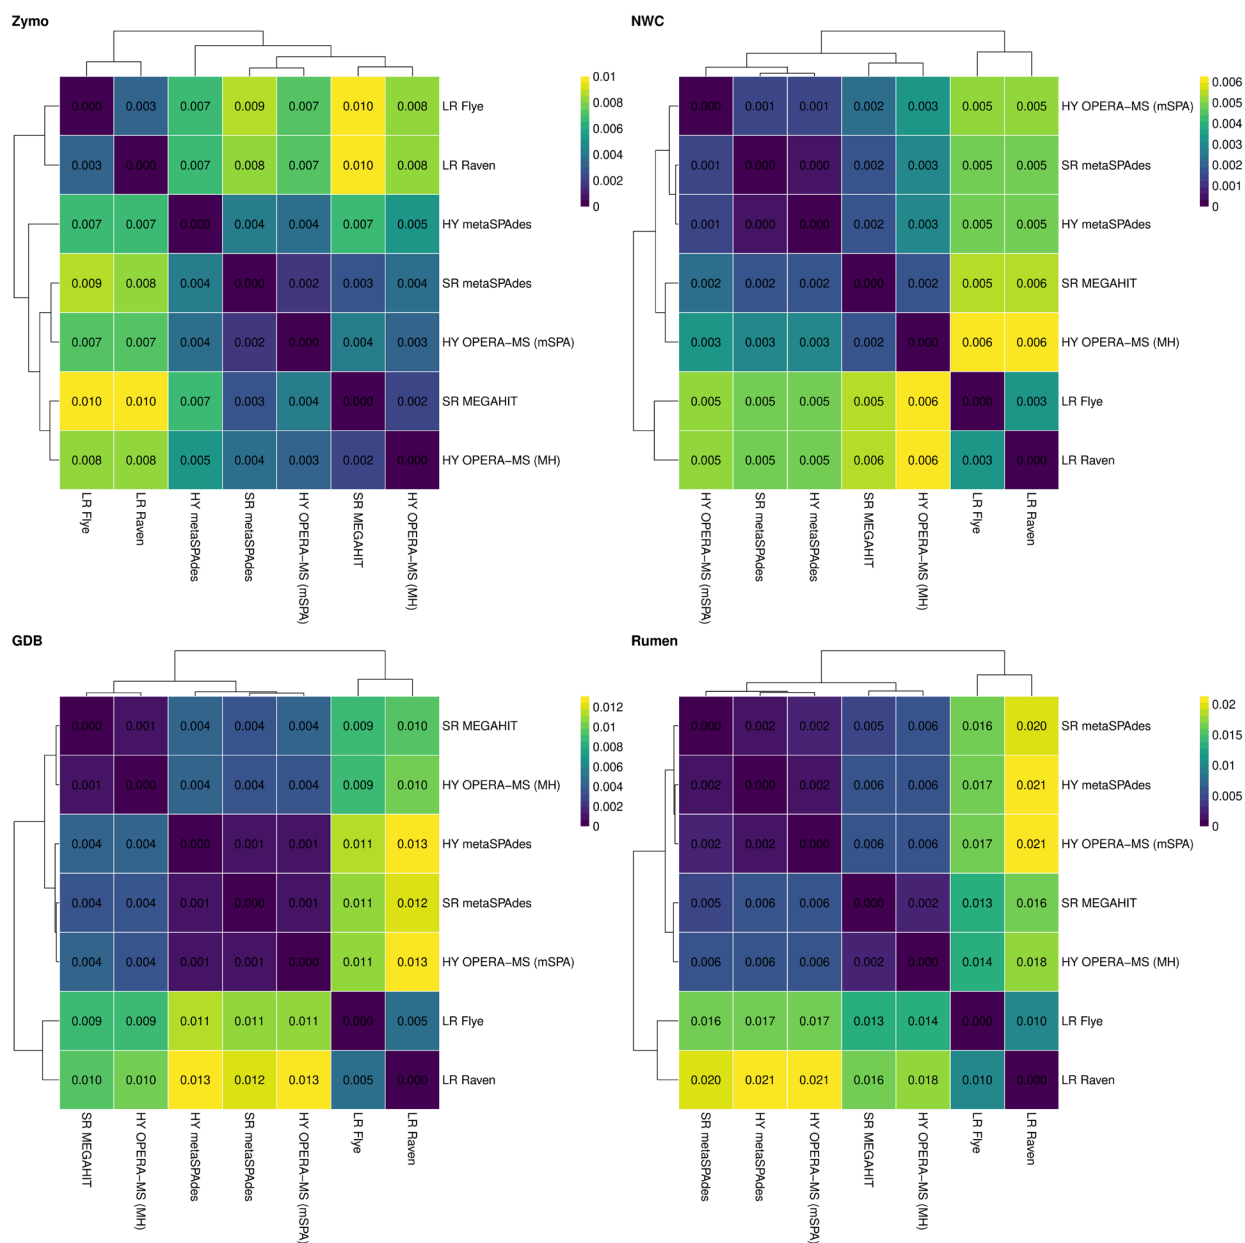 Zymo
0.000 0.003 0.007 0.009 0.007 0.010 0.008 LR Flye
0.003 0.000 0.007 0.008 0.007 0.010 0.008 LR Raven
0.007 0.007 0.000 0.004 0.004 0.007 0.005 HY metaSPAdes
0.009 0.008 0.004 0.000 0.002 0.003 0.004 SR metaSPAdes
0.007 0.007 0.004 0.002 0.000 0.004 0.003 HY OPERA−MS (mSPA)
0.010 0.010 0.007 0.003 0.004 0.000 0.002 SR MEGAHIT
0.008 0.008 0.005 0.004 0.003 0.002 0.000 HY OPERA−MS (MH)
LR Flye
LR Raven
HY metaSPAdes
SR metaSPAdes
HY OPERA−MS (mSPA)
SR MEGAHIT
HY OPERA−MS (MH)
0.01
0.008
0.006
0.004
0.002
0
NWC
0.000 0.001 0.001 0.002 0.003 0.005 0.005 HY OPERA−MS (mSPA)
0.001 0.000 0.000 0.002 0.003 0.005 0.005 SR metaSPAdes
0.001 0.000 0.000 0.002 0.003 0.005 0.005 HY metaSPAdes
0.002 0.002 0.002 0.000 0.002 0.005 0.006 SR MEGAHIT
0.003 0.003 0.003 0.002 0.000 0.006 0.006 HY OPERA−MS (MH)
0.005 0.005 0.005 0.005 0.006 0.000 0.003 LR Flye
0.005 0.005 0.005 0.006 0.006 0.003 0.000 LR Raven
HY OPERA−MS (mSPA)
SR metaSPAdes
HY metaSPAdes
SR MEGAHIT
HY OPERA−MS (MH)
LR Flye
LR Raven
0.006
0.005
0.004
0.003
0.002
0.001
0
GDB
0.000 0.001 0.004 0.004 0.004 0.009 0.010 SR MEGAHIT
0.001 0.000 0.004 0.004 0.004 0.009 0.010 HY OPERA−MS (MH)
0.004 0.004 0.000 0.001 0.001 0.011 0.013 HY metaSPAdes
0.004 0.004 0.001 0.000 0.001 0.011 0.012 SR metaSPAdes
0.004 0.004 0.001 0.001 0.000 0.011 0.013 HY OPERA−MS (mSPA)
0.009 0.009 0.011 0.011 0.011 0.000 0.005 LR Flye
0.010 0.010 0.013 0.012 0.013 0.005 0.000 LR Raven
SR MEGAHIT
HY OPERA−MS (MH)
HY metaSPAdes
SR metaSPAdes
HY OPERA−MS (mSPA)
LR Flye
LR Raven
0.012
0.01
0.008
0.006
0.004
0.002
0
Rumen
0.000 0.002 0.002 0.005 0.006 0.016 0.020 SR metaSPAdes
0.002 0.000 0.002 0.006 0.006 0.017 0.021 HY metaSPAdes
0.002 0.002 0.000 0.006 0.006 0.017 0.021 HY OPERA−MS (mSPA)
0.005 0.006 0.006 0.000 0.002 0.013 0.016 SR MEGAHIT
0.006 0.006 0.006 0.002 0.000 0.014 0.018 HY OPERA−MS (MH)
0.016 0.017 0.017 0.013 0.014 0.000 0.010 LR Flye
0.020 0.021 0.021 0.016 0.018 0.010 0.000 LR Raven
SR metaSPAdes
HY metaSPAdes
HY OPERA−MS (mSPA)
SR MEGAHIT
HY OPERA−MS (MH)
LR Flye
LR Raven
0.02
0.015
0.01
0.005
0